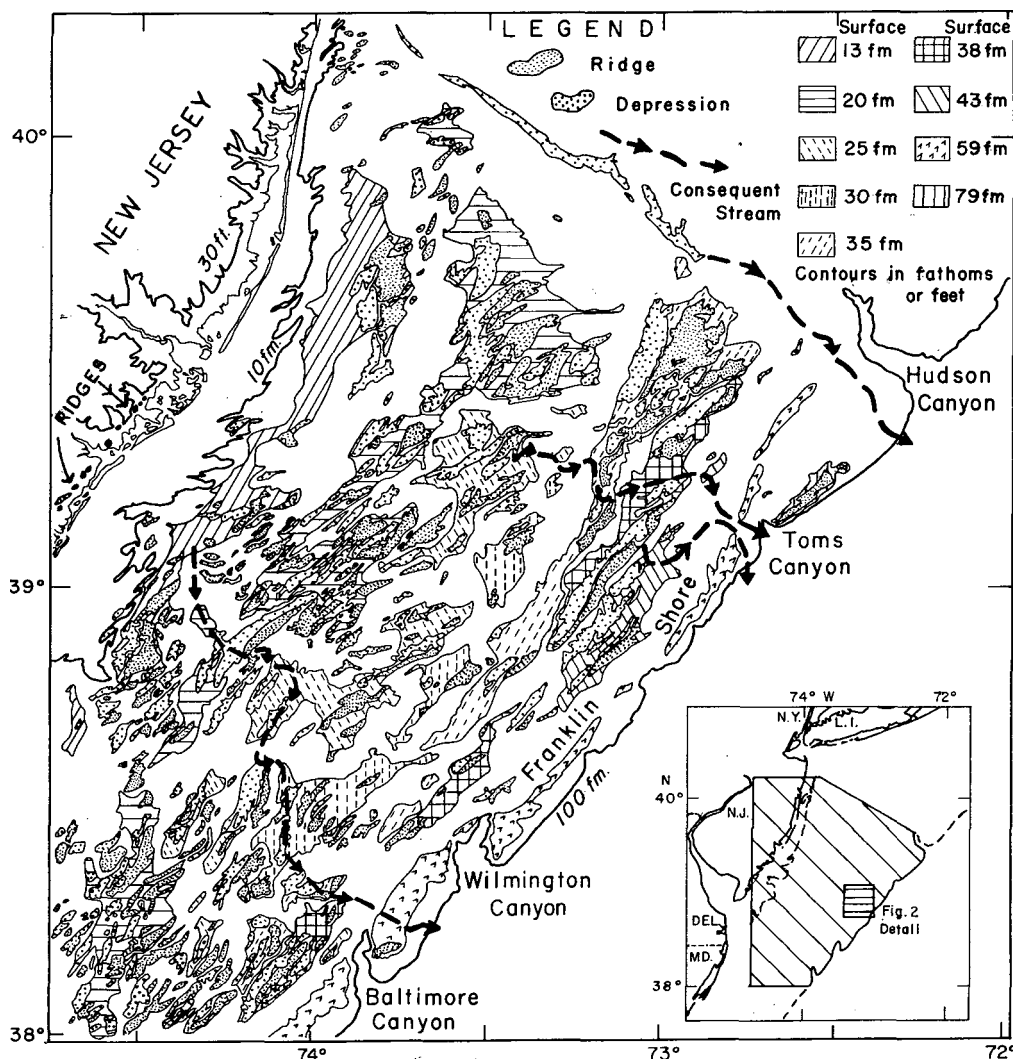 LEGEND
Ridge
Depression
Consequent
Stream
Surface
13 fm
20 fm
25 fm
30 fm
35 fm
Surface
38 fm
43 fm
59 fm
79 fm
Contours in fathoms
or feet
40°
39°
38°
NEW JERSEY
30 ft.
10 fm.
RIDGES
Hudson
Canyon
Toms
Canyon
Franklin Shore
100 fm.
Wilmington
Canyon
Baltimore
Canyon
74°
73°
72°
74° W
72°
N.Y.
L.I.
N
40°
N.J.
DEL.
MD.
38°
Fig. 2
Detail